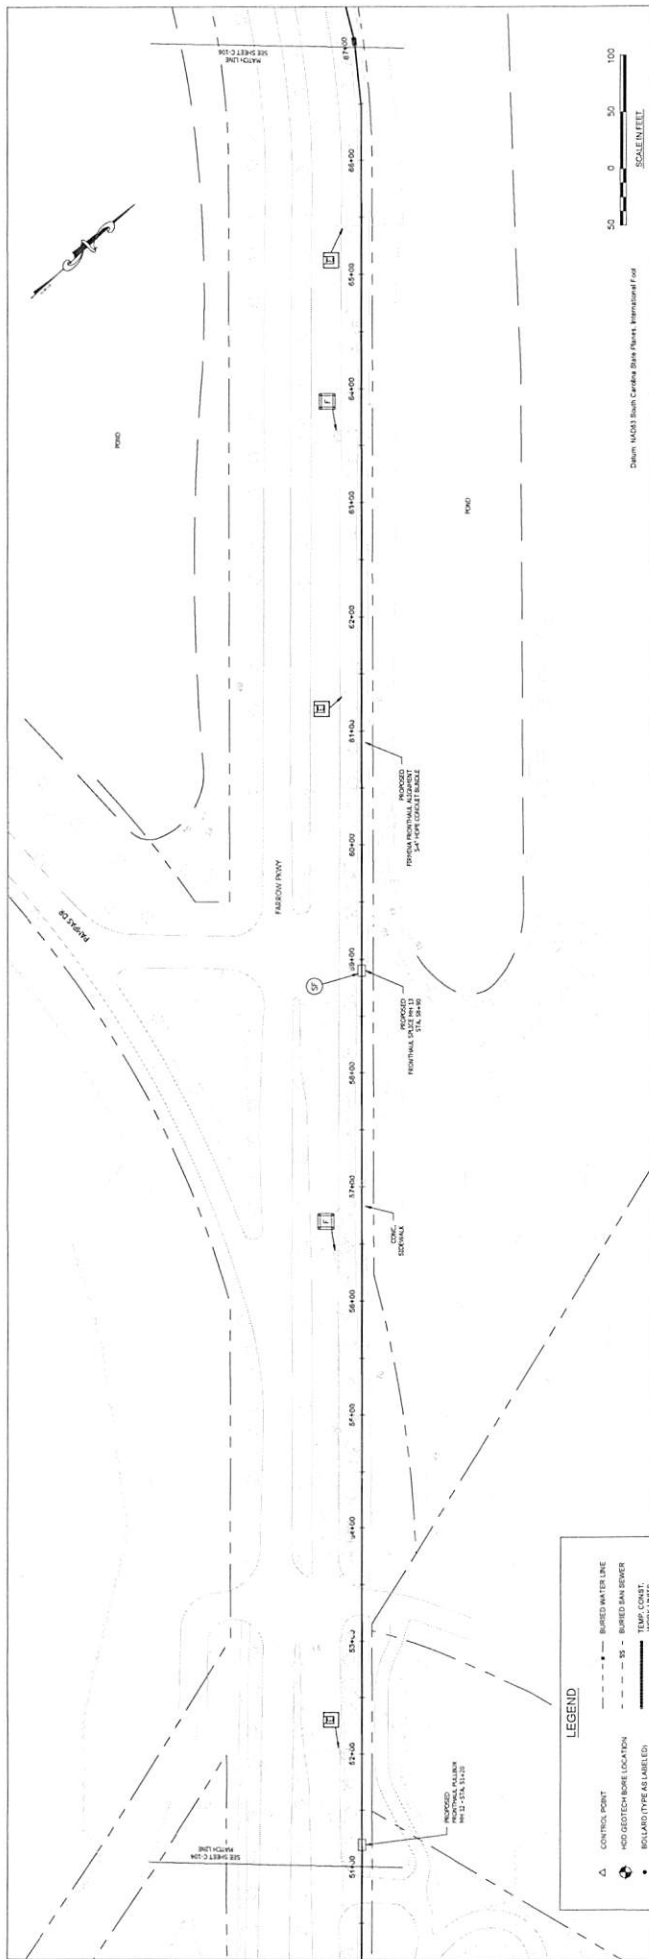 MATCH LINE
SEE SHEET C-106
67+00
66+00
65+00
64+00
63+00
62+00
61+00
60+00
59+00
58+00
57+00
56+00
55+00
54+00
53+00
52+00
51+00
POND
POND
E
F
E
F
E
PAMPAS DR
FARROW PKWY
SF
PROPOSED
FRONTHAUL ALIGNMENT
CONDUIT BUNDLE
PROPOSED
FRONTHAUL SPLICE MH 13
STA. 58+90
CONC.
SIDEWALK
PROPOSED
FRONTHAUL PULLBOX
MH 12 - STA. 51+20
MATCH LINE
SEE SHEET C-104
50 0 50 100
SCALE IN FEET
Datum: NAD83 South Carolina State Planes, International Foot
LEGEND
CONTROL POINT
HDD GEOTECH BORE LOCATION
BOLLARD (TYPE AS LABELED)
BURIED WATER LINE
SS BURIED SAN SEWER
TEMP. CONST.